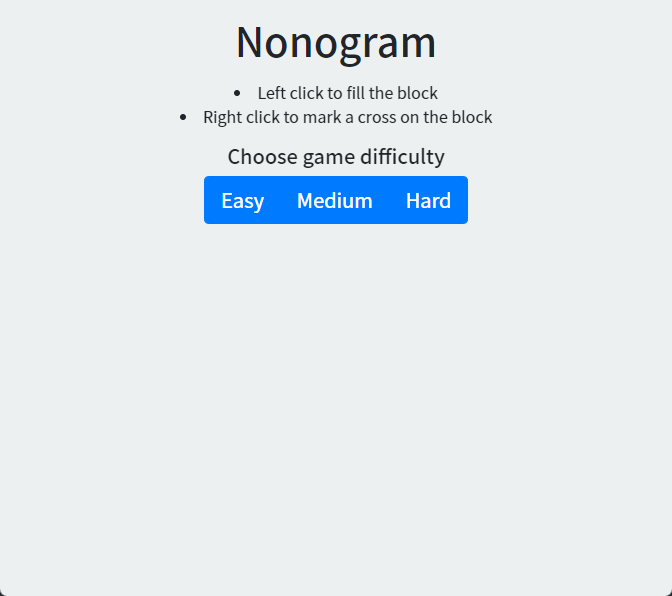 Nonogram
Left click to fill the block
Right click to mark a cross on the block
Choose game difficulty
Easy Medium Hard